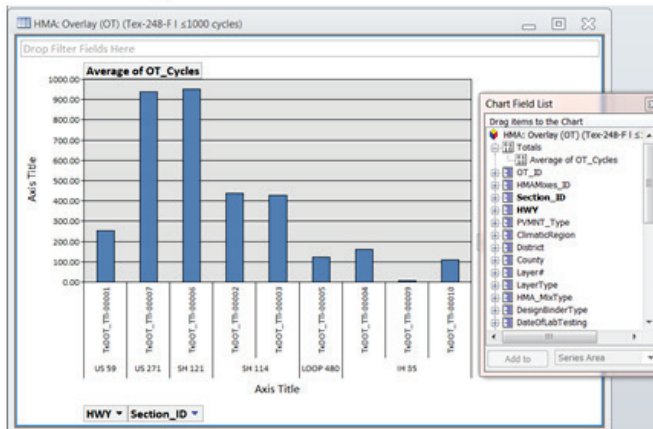 HMA: Overlay (OT) (Tex-248-F I ≤1000 cycles)
Drop Filter Fields Here
Average of OT_Cycles
1000.00
900.00
800.00
700.00
600.00
500.00
400.00
300.00
200.00
100.00
0.00
Axis Title
TxDOT_TTI-00001
TxDOT_TTI-00007
TxDOT_TTI-00006
TxDOT_TTI-00002
TxDOT_TTI-00003
TxDOT_TTI-00005
TxDOT_TTI-00008
TxDOT_TTI-00009
TxDOT_TTI-00010
US 59
US 271
SH 121
SH 114
LOOP 480
IH 35
Axis Title
HWY
Section_ID
Chart Field List
Drag items to the Chart
HMA: Overlay (OT) (Tex-248-F I ≤1
Totals
Average of OT_Cycles
OT_ID
HMAMixes_ID
Section_ID
HWY
PVMNT_Type
ClimaticRegion
District
County
Layer#
LayerType
HMA_MixType
DesignBinderType
DateOfLabTesting
Add to
Series Area